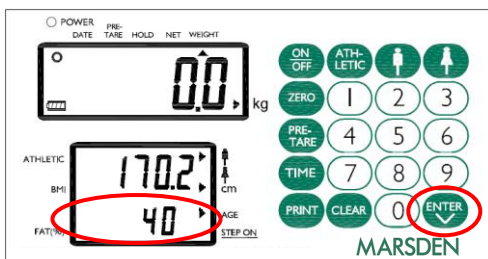 POWER
DATE PRE-TARE HOLD NET WEIGHT
0.0 kg
ATHLETIC 170.2 cm
BMI
40 AGE
FAT(%) STEP ON
ON/OFF ATH-LETIC
ZERO 1 2 3
PRE-TARE 4 5 6
TIME 7 8 9
PRINT CLEAR 0 ENTER
MARSDEN